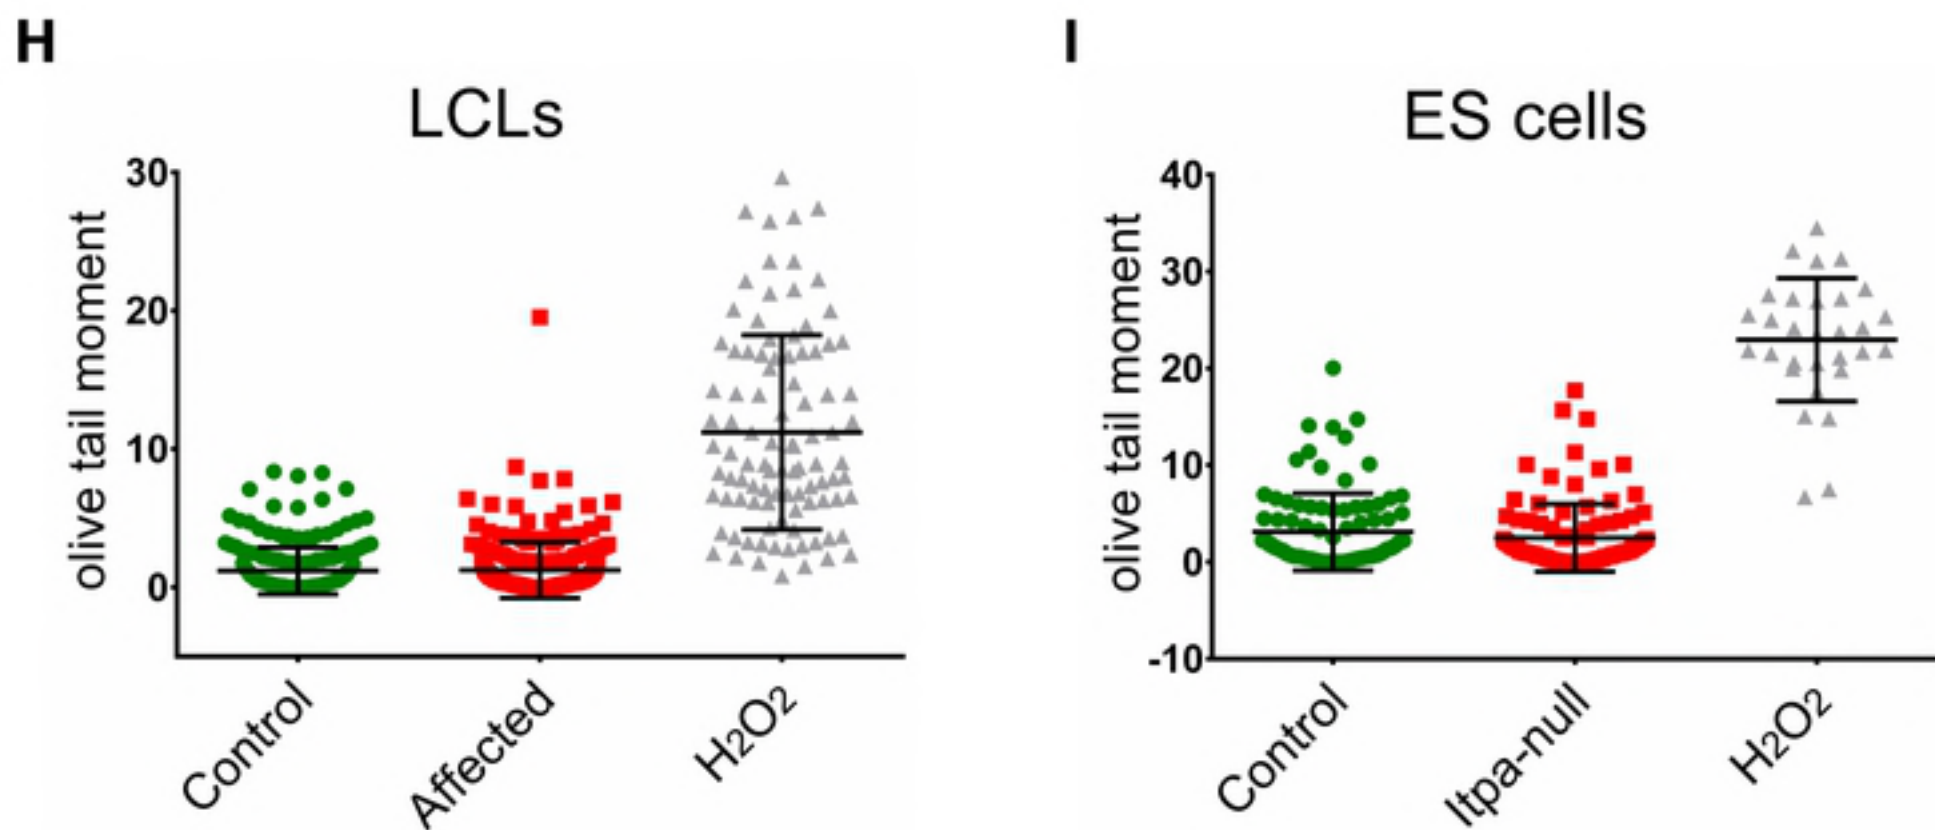 H
LCLs
olive tail moment
30
20
10
0
Control
Affected
H2O2
I
ES cells
olive tail moment
40
30
20
10
0
-10
Control
Itpa-null
H2O2